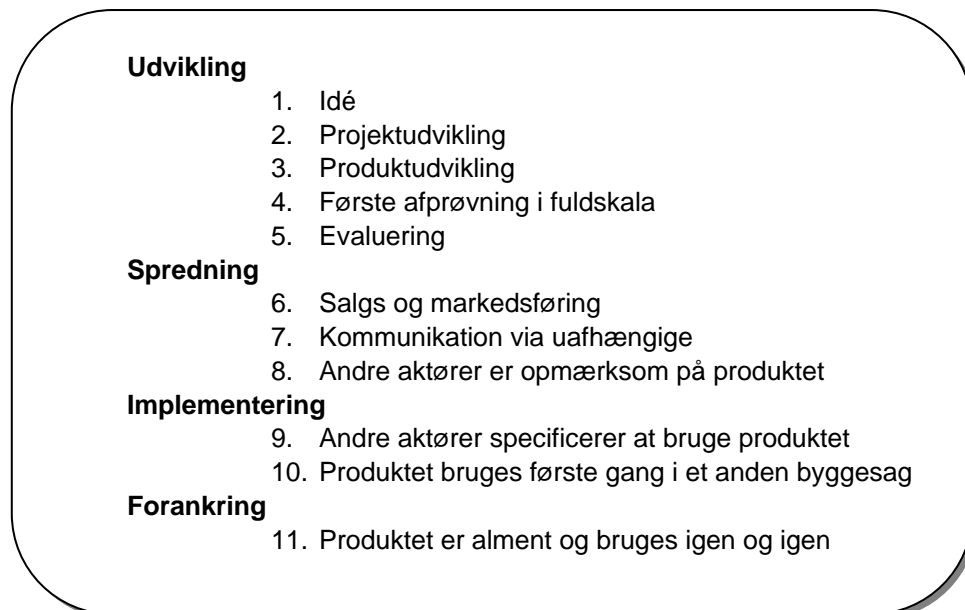 Udvikling
1. Idé
2. Projektudvikling
3. Produktudvikling
4. Første afprøvning i fuldskala
5. Evaluering
Spredning
6. Salgs og markedsføring
7. Kommunikation via uafhængige
8. Andre aktører er opmærksom på produktet
Implementering
9. Andre aktører specificerer at bruge produktet
10. Produktet bruges første gang i et anden byggesag
Forankring
11. Produktet er alment og bruges igen og igen